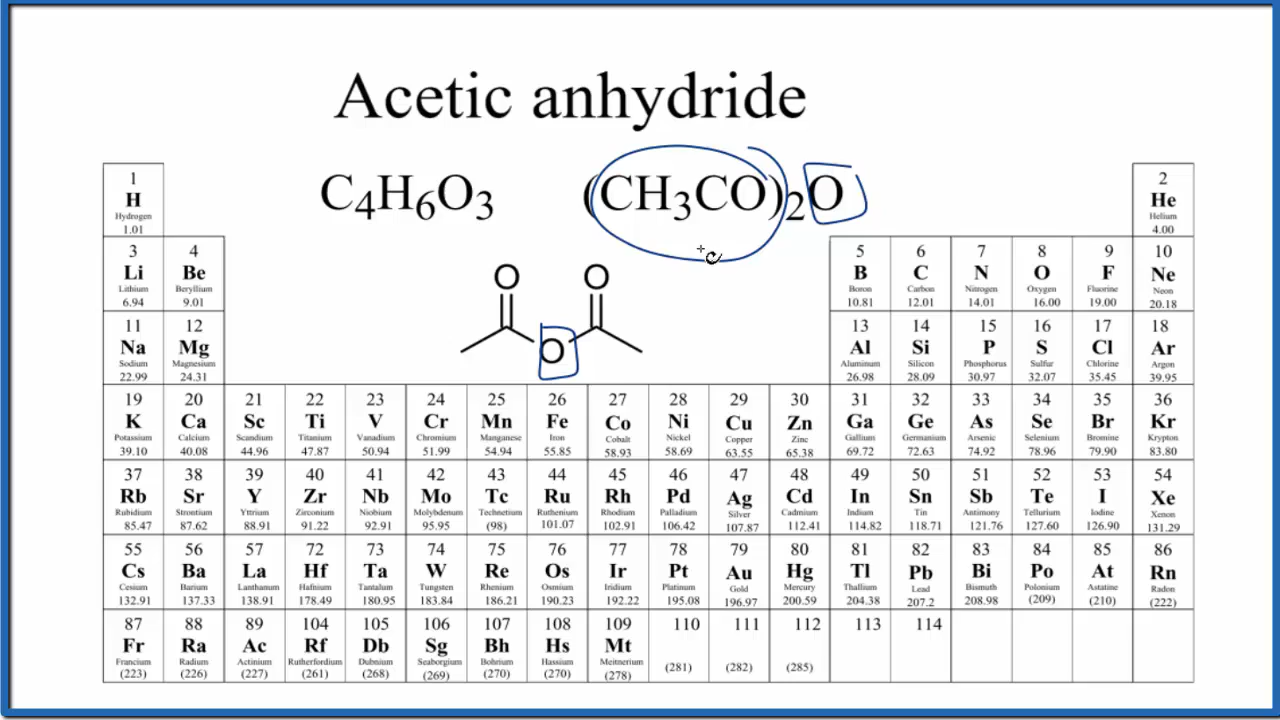 Acetic anhydride
C4H6O3 (CH3CO)2O
O O
O
1 2
H He
Hydrogen Helium
1.01 4.00
3 4 5 6 7 8 9 10
Li Be B C N O F Ne
Lithium Beryllium Boron Carbon Nitrogen Oxygen Fluorine Neon
6.94 9.01 10.81 12.01 14.01 16.00 19.00 20.18
11 12 13 14 15 16 17 18
Na Mg Al Si P S Cl Ar
Sodium Magnesium Aluminum Silicon Phosphorus Sulfur Chlorine Argon
22.99 24.31 26.98 28.09 30.97 32.07 35.45 39.95
19 20 21 22 23 24 25 26 27 28 29 30 31 32 33 34 35 36
K Ca Sc Ti V Cr Mn Fe Co Ni Cu Zn Ga Ge As Se Br Kr
Potassium Calcium Scandium Titanium Vanadium Chromium Manganese Iron Cobalt Nickel Copper Zinc Gallium Germanium Arsenic Selenium Bromine Krypton
39.10 40.08 44.96 47.87 50.94 51.99 54.94 55.85 58.93 58.69 63.55 65.38 69.72 72.63 74.92 78.96 79.90 83.80
37 38 39 40 41 42 43 44 45 46 47 48 49 50 51 52 53 54
Rb Sr Y Zr Nb Mo Tc Ru Rh Pd Ag Cd In Sn Sb Te I Xe
Rubidium Strontium Yttrium Zirconium Niobium Molybdenum Technetium Ruthenium Rhodium Palladium Silver Cadmium Indium Tin Antimony Tellurium Iodine Xenon
85.47 87.62 88.91 91.22 92.91 95.95 (98) 101.07 102.91 106.42 107.87 112.41 114.82 118.71 121.76 127.60 126.90 131.29
55 56 57 72 73 74 75 76 77 78 79 80 81 82 83 84 85 86
Cs Ba La Hf Ta W Re Os Ir Pt Au Hg Tl Pb Bi Po At Rn
Cesium Barium Lanthanum Hafnium Tantalum Tungsten Rhenium Osmium Iridium Platinum Gold Mercury Thallium Lead Bismuth Polonium Astatine Radon
132.91 137.33 138.91 178.49 180.95 183.84 186.21 190.23 192.22 195.08 196.97 200.59 204.38 207.2 208.98 (209) (210) (222)
87 88 89 104 105 106 107 108 109 110 111 112 113 114
Fr Ra Ac Rf Db Sg Bh Hs Mt
Francium Radium Actinium Rutherfordium Dubnium Seaborgium Bohrium Hassium Meitnerium
(223) (226) (227) (261) (268) (269) (270) (270) (278) (281) (282) (285)